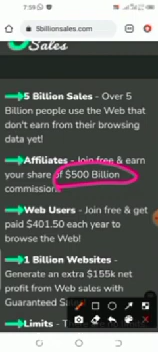 7:59
5billionsales.com
Sales
5 Billion Sales - Over 5
Billion people use the Web that
don't earn from their browsing
data yet!
Affiliates - Join free & earn
your share of $500 Billion
commission
Web Users - Join free & get
paid $401.50 each year to
browse the Web!
1 Billion Websites -
Generate an extra $155k net
profit from Web sales with
Guaranteed Sa
Limits - T